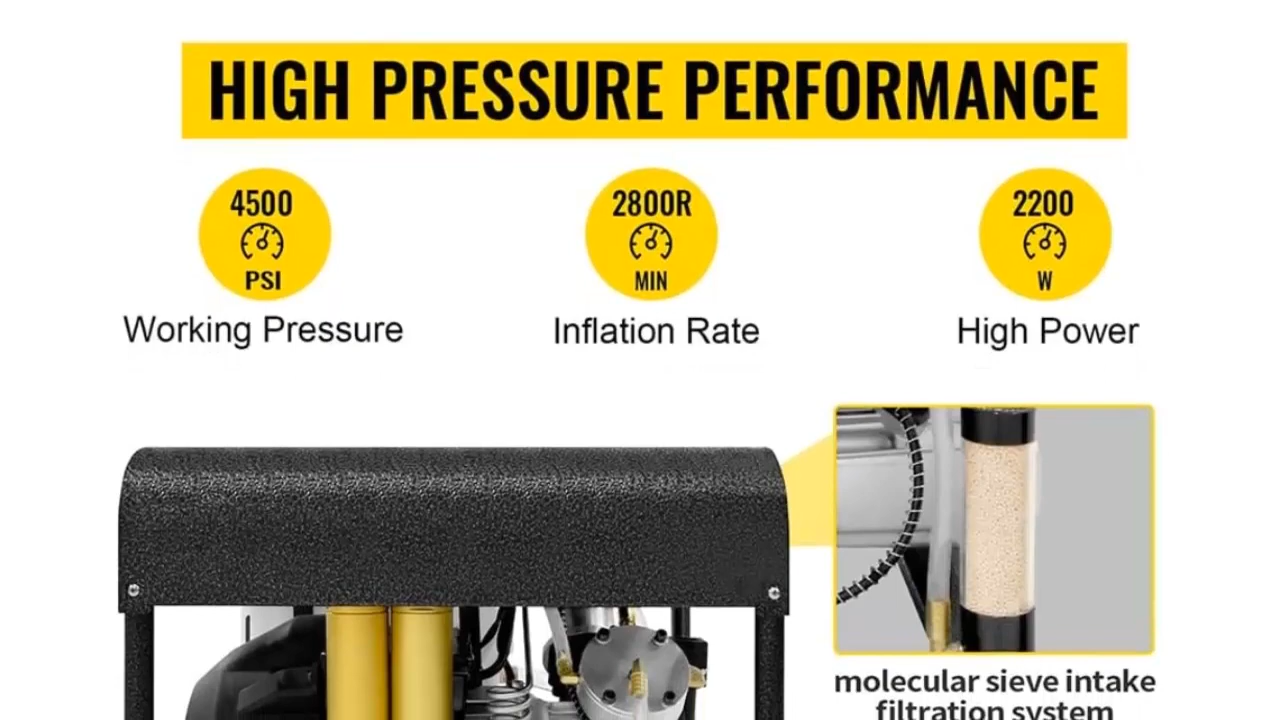 HIGH PRESSURE PERFORMANCE
4500
PSI
Working Pressure
2800R
MIN
Inflation Rate
2200
W
High Power
molecular sieve intake
filtration system